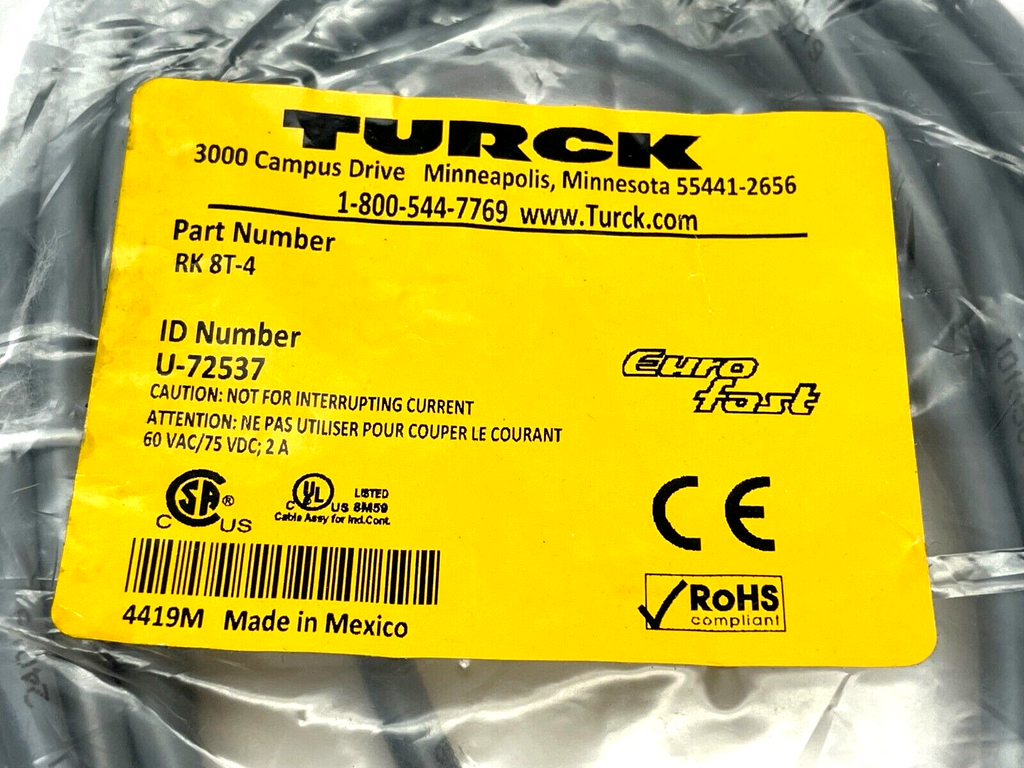 TURCK
3000 Campus Drive Minneapolis, Minnesota 55441-2656
1-800-544-7769 www.Turck.com
Part Number
RK 8T-4
ID Number
U-72537
CAUTION: NOT FOR INTERRUPTING CURRENT
ATTENTION: NE PAS UTILISER POUR COUPER LE COURANT
60 VAC/75 VDC; 2 A
Euro
fast
C SA ® US
C UL US LISTED 8M59
Cable Assy for Ind.Cont.
CE
4419M Made in Mexico
RoHS
compliant